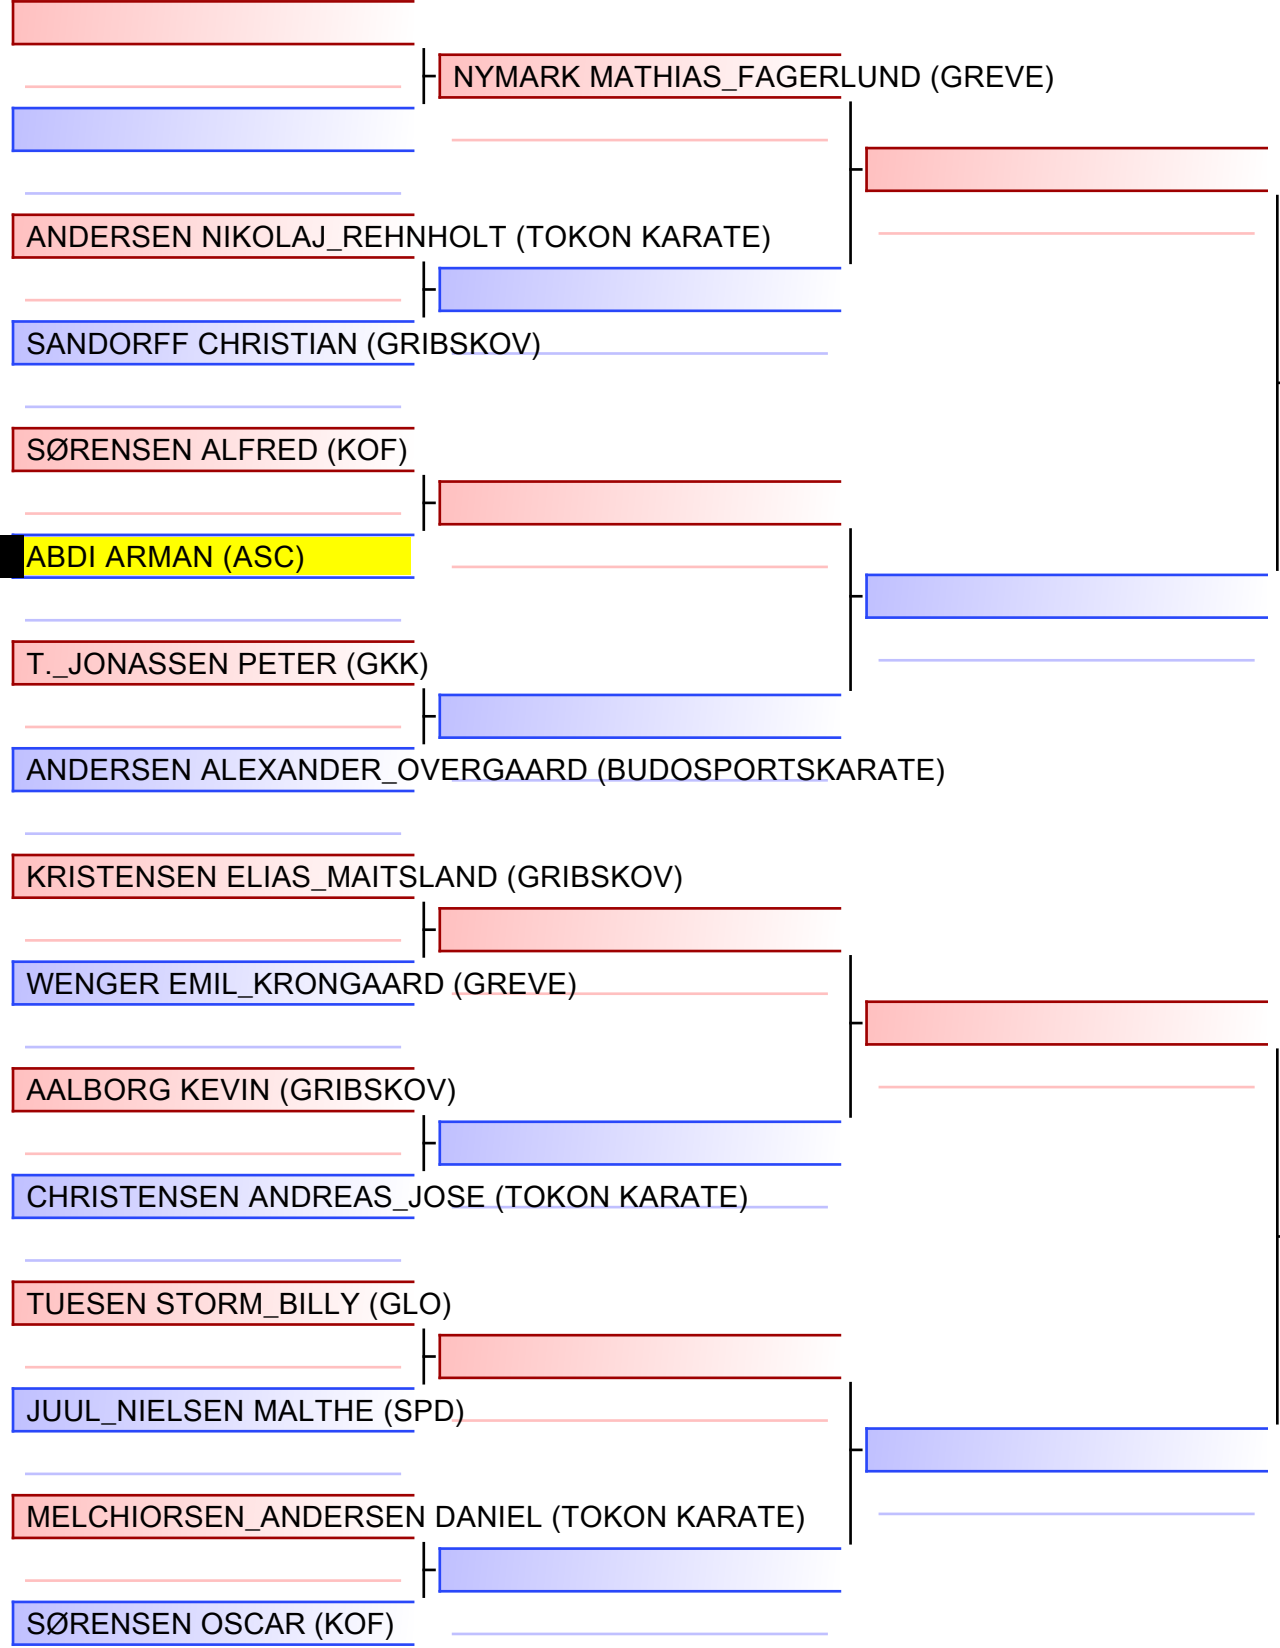 NYMARK MATHIAS_FAGERLUND (GREVE)
ANDERSEN NIKOLAJ_REHNHOLT (TOKON KARATE)
SANDORFF CHRISTIAN (GRIBSKOV)
SØRENSEN ALFRED (KOF)
ABDI ARMAN (ASC)
T._JONASSEN PETER (GKK)
ANDERSEN ALEXANDER_OVERGAARD (BUDOSPORTSKARATE)
KRISTENSEN ELIAS_MAITSLAND (GRIBSKOV)
WENGER EMIL_KRONGAARD (GREVE)
AALBORG KEVIN (GRIBSKOV)
CHRISTENSEN ANDREAS_JOSE (TOKON KARATE)
TUESEN STORM_BILLY (GLO)
JUUL_NIELSEN MALTHE (SPD)
MELCHIORSEN_ANDERSEN DANIEL (TOKON KARATE)
SØRENSEN OSCAR (KOF)